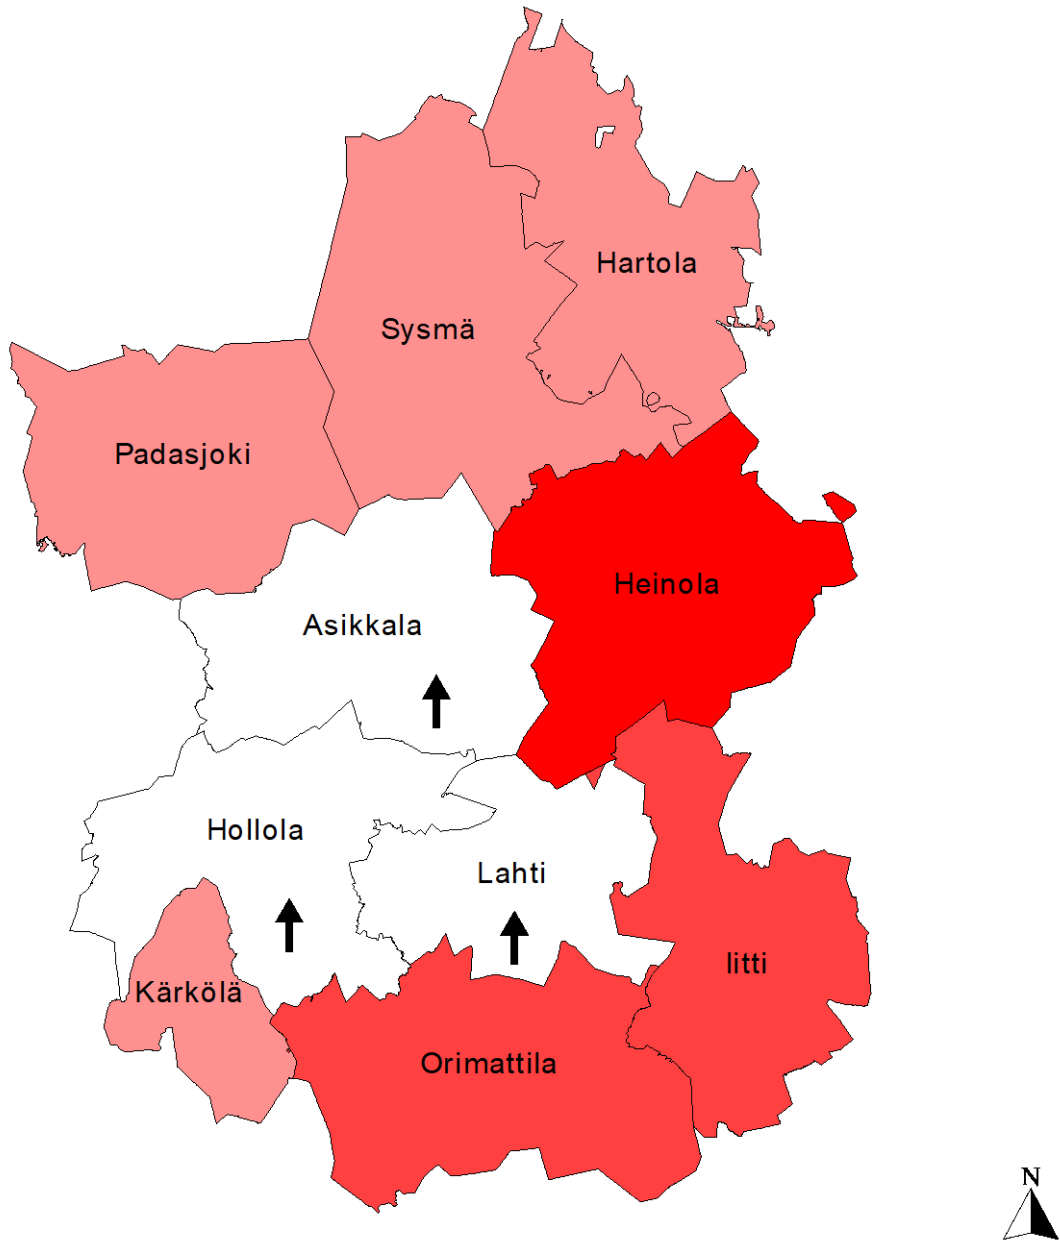 Hartola
Sysmä
Padasjoki
Heinola
Asikkala
Hollola
Lahti
Iitti
Kärkölä
Orimattila
N